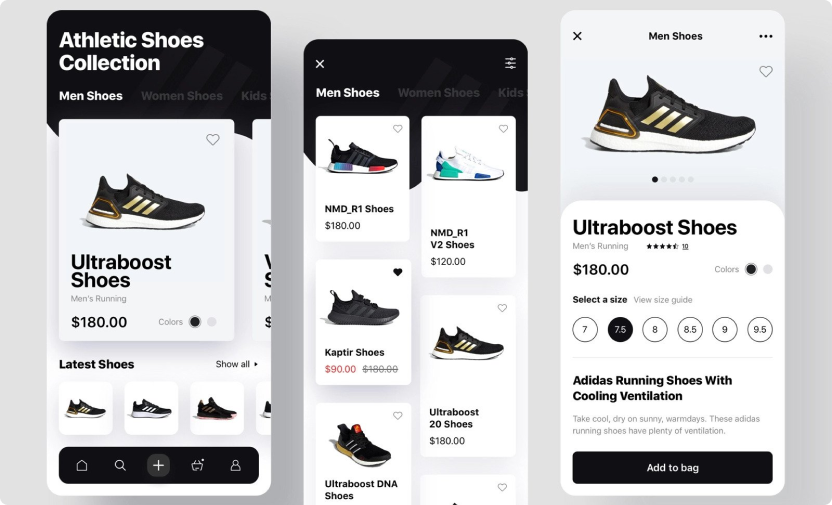 Athletic Shoes
Collection
Men Shoes
Women Shoes
Kids
Ultraboost
Shoes
Men's Running
$180.00
Colors
Latest Shoes
Show all
Men Shoes
Women Shoes
Kids
NMD_R1 Shoes
$180.00
NMD_R1
V2 Shoes
$120.00
Kaptir Shoes
$90.00 $180.00
Ultraboost
20 Shoes
$180.00
Ultraboost DNA
Shoes
Men Shoes
Ultraboost Shoes
Men's Running
10
$180.00
Colors
Select a size
View size guide
7
7.5
8
8.5
9
9.5
Adidas Running Shoes With
Cooling Ventilation
Take cool, dry on sunny, warmdays. These adidas
running shoes have plenty of ventilation.
Add to bag